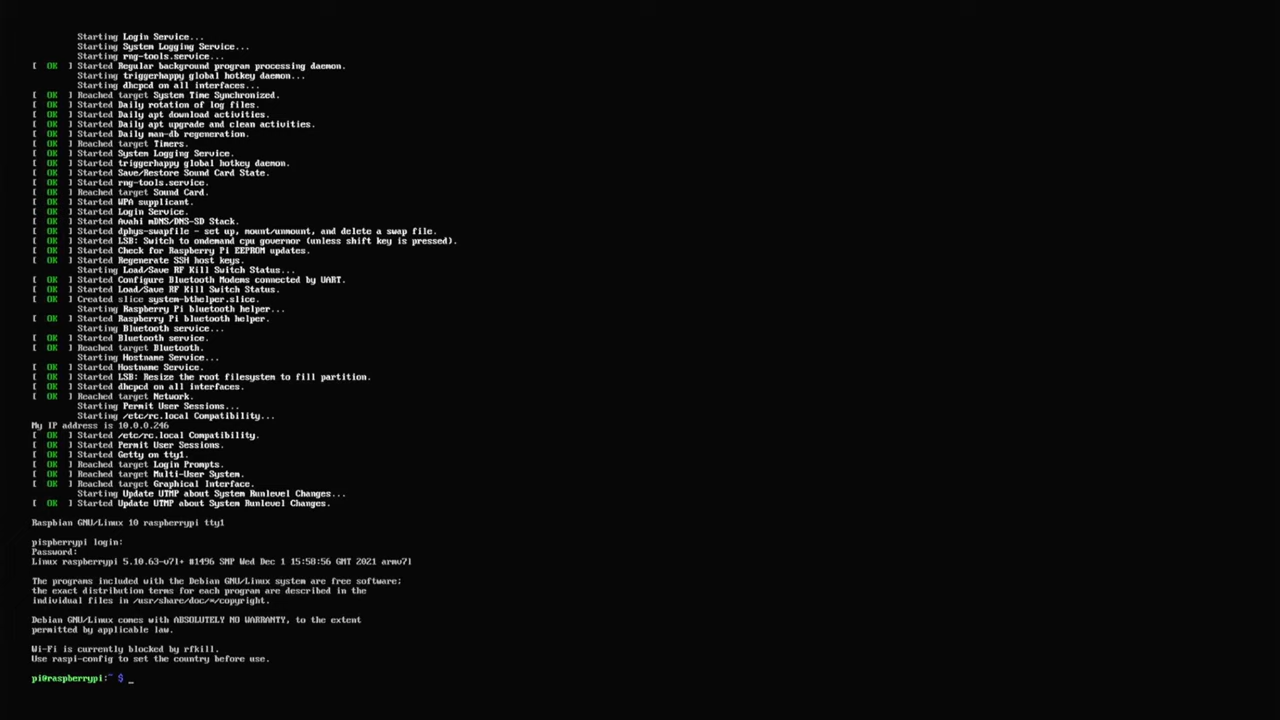 Starting Login Service...
Starting System Logging Service...
Starting rng-tools.service...
[  OK  ] Started Regular background program processing daemon.
Starting triggerhappy global hotkey daemon...
Starting dhcpcd on all interfaces...
[  OK  ] Reached target System Time Synchronized.
[  OK  ] Started Daily rotation of log files.
[  OK  ] Started Daily apt download activities.
[  OK  ] Started Daily apt upgrade and clean activities.
[  OK  ] Started Daily man-db regeneration.
[  OK  ] Reached target Timers.
[  OK  ] Started System Logging Service.
[  OK  ] Started triggerhappy global hotkey daemon.
[  OK  ] Started Save/Restore Sound Card State.
[  OK  ] Started rng-tools.service.
[  OK  ] Reached target Sound Card.
[  OK  ] Started WPA supplicant.
[  OK  ] Started Login Service.
[  OK  ] Started Avahi mDNS/DNS-SD Stack.
[  OK  ] Started dphys-swapfile - set up, mount/unmount, and delete a swap file.
[  OK  ] Started LSB: Switch to ondemand cpu governor (unless shift key is pressed).
[  OK  ] Started Check for Raspberry Pi EEPROM updates.
[  OK  ] Started Regenerate SSH host keys.
Starting Load/Save RF Kill Switch Status...
[  OK  ] Started Configure Bluetooth Modems connected by UART.
[  OK  ] Started Load/Save RF Kill Switch Status.
[  OK  ] Created slice system-bthelper.slice.
Starting Raspberry Pi bluetooth helper...
[  OK  ] Started Raspberry Pi bluetooth helper.
Starting Bluetooth service...
[  OK  ] Started Bluetooth service.
[  OK  ] Reached target Bluetooth.
Starting Hostname Service...
[  OK  ] Started Hostname Service.
[  OK  ] Started LSB: Resize the root filesystem to fill partition.
[  OK  ] Started dhcpcd on all interfaces.
[  OK  ] Reached target Network.
Starting Permit User Sessions...
Starting /etc/rc.local Compatibility...
My IP address is 10.0.0.246
[  OK  ] Started /etc/rc.local Compatibility.
[  OK  ] Started Permit User Sessions.
[  OK  ] Started Getty on tty1.
[  OK  ] Reached target Login Prompts.
[  OK  ] Reached target Multi-User System.
[  OK  ] Reached target Graphical Interface.
Starting Update UTMP about System Runlevel Changes...
[  OK  ] Started Update UTMP about System Runlevel Changes.
Raspbian GNU/Linux 10 raspberrypi tty1
pispberrypi login:
Password:
Linux raspberrypi 5.10.63-v7l+ #1496 SMP Wed Dec 1 15:58:56 GMT 2021 armv7l
The programs included with the Debian GNU/Linux system are free software;
the exact distribution terms for each program are described in the
individual files in /usr/share/doc/*/copyright.
Debian GNU/Linux comes with ABSOLUTELY NO WARRANTY, to the extent
permitted by applicable law.
Wi-Fi is currently blocked by rfkill.
Use raspi-config to set the country before use.
pi@raspberrypi:~ $ _